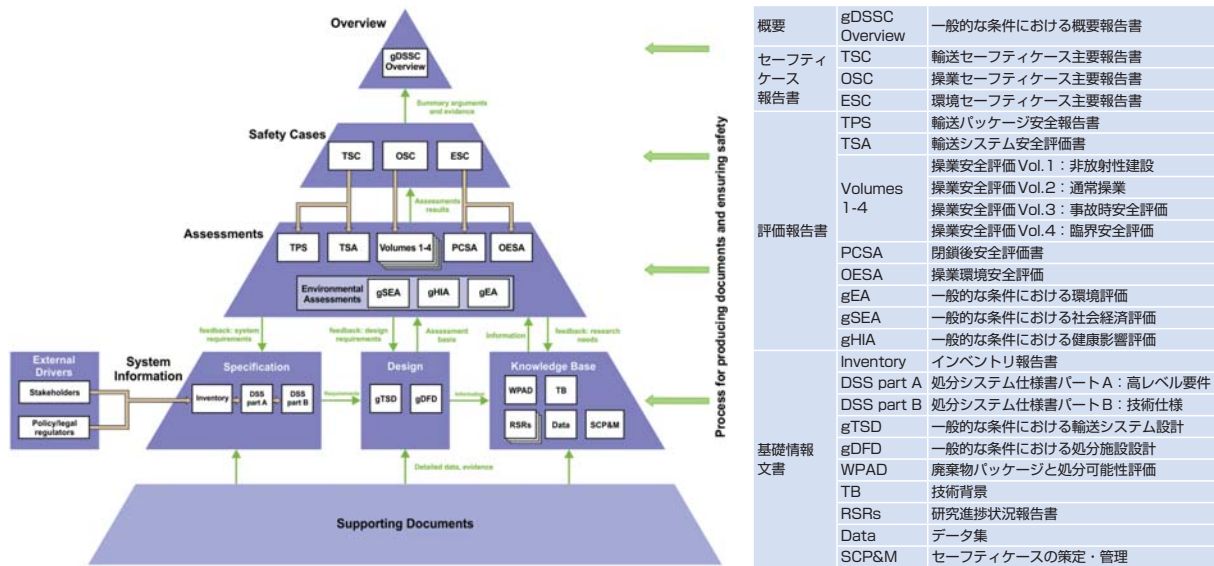 Overview
gDSSC
Overview
Summary arguments
and evidence
Safety Cases
TSC
OSC
ESC
Assessments
results
Assessments
TPS
TSA
Volumes 1-4
PCSA
OESA
Environmental
Assessments
gSEA
gHIA
gEA
feedback: system
requirements
feedback: design
requirements
Assessment
basis
Information
feedback: research
needs
System
Information
External
Drivers
Stakeholders
Policy/legal
regulators
Specification
Inventory
DSS
part A
DSS
part B
Requirements
Design
gTSD
gDFD
Information
Knowledge Base
WPAD
TB
RSRs
Data
SCP&M
Detailed data, evidence
Supporting Documents
Process for producing documents and ensuring safety
概要
gDSSC
Overview
一般的な条件における概要報告書
セーフティ
ケース
報告書
TSC 輸送セーフティケース主要報告書
OSC 操業セーフティケース主要報告書
ESC 環境セーフティケース主要報告書
評価報告書
TPS 輸送パッケージ安全報告書
TSA 輸送システム安全評価書
Volumes
1-4
操業安全評価Vol.1：非放射性建設
操業安全評価Vol.2：通常操業
操業安全評価Vol.3：事故時安全評価
操業安全評価Vol.4：臨界安全評価
PCSA 閉鎖後安全評価書
OESA 操業環境安全評価
gEA 一般的な条件における環境評価
gSEA 一般的な条件における社会経済評価
gHIA 一般的な条件における健康影響評価
基礎情報
文書
Inventory インベントリ報告書
DSS part A 処分システム仕様書パートA：高レベル要件
DSS part B 処分システム仕様書パートB：技術仕様
gTSD 一般的な条件における輸送システム設計
gDFD 一般的な条件における処分施設設計
WPAD 廃棄物パッケージと処分可能性評価
TB 技術背景
RSRs 研究進捗状況報告書
Data データ集
SCP&M セーフティケースの策定・管理